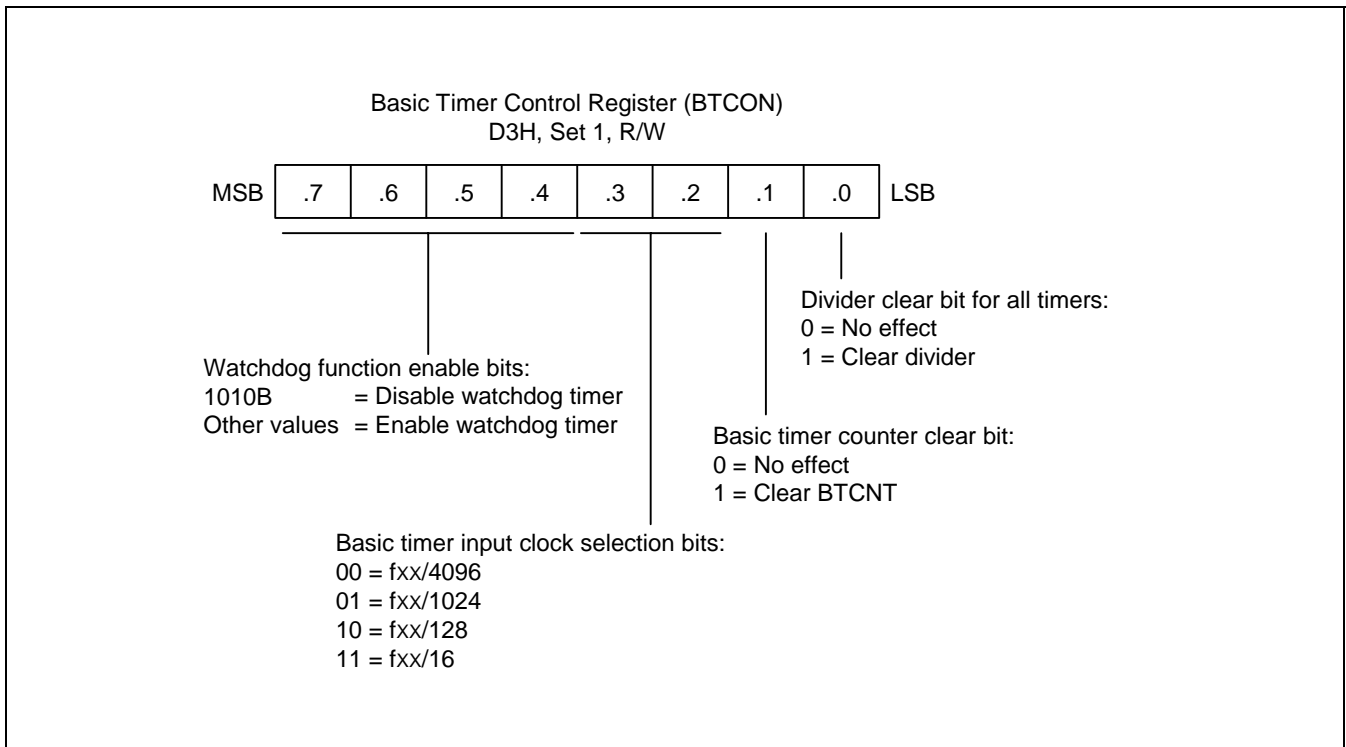 Basic Timer Control Register (BTCON)
D3H, Set 1, R/W
MSB .7 .6 .5 .4 .3 .2 .1 .0 LSB
Divider clear bit for all timers:
0 = No effect
1 = Clear divider
Watchdog function enable bits:
1010B = Disable watchdog timer
Other values = Enable watchdog timer
Basic timer counter clear bit:
0 = No effect
1 = Clear BTCNT
Basic timer input clock selection bits:
00 = fxx/4096
01 = fxx/1024
10 = fxx/128
11 = fxx/16